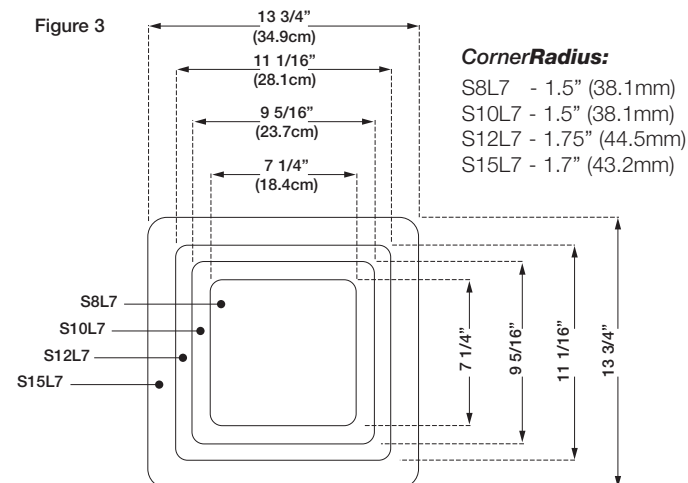 Figure 3
13 3/4”
(34.9cm)
11 1/16”
(28.1cm)
9 5/16”
(23.7cm)
7 1/4”
(18.4cm)
CornerRadius:
S8L7 - 1.5” (38.1mm)
S10L7 - 1.5” (38.1mm)
S12L7 - 1.75” (44.5mm)
S15L7 - 1.7” (43.2mm)
S8L7
S10L7
S12L7
S15L7
7 1/4”
9 5/16”
11 1/16”
13 3/4”